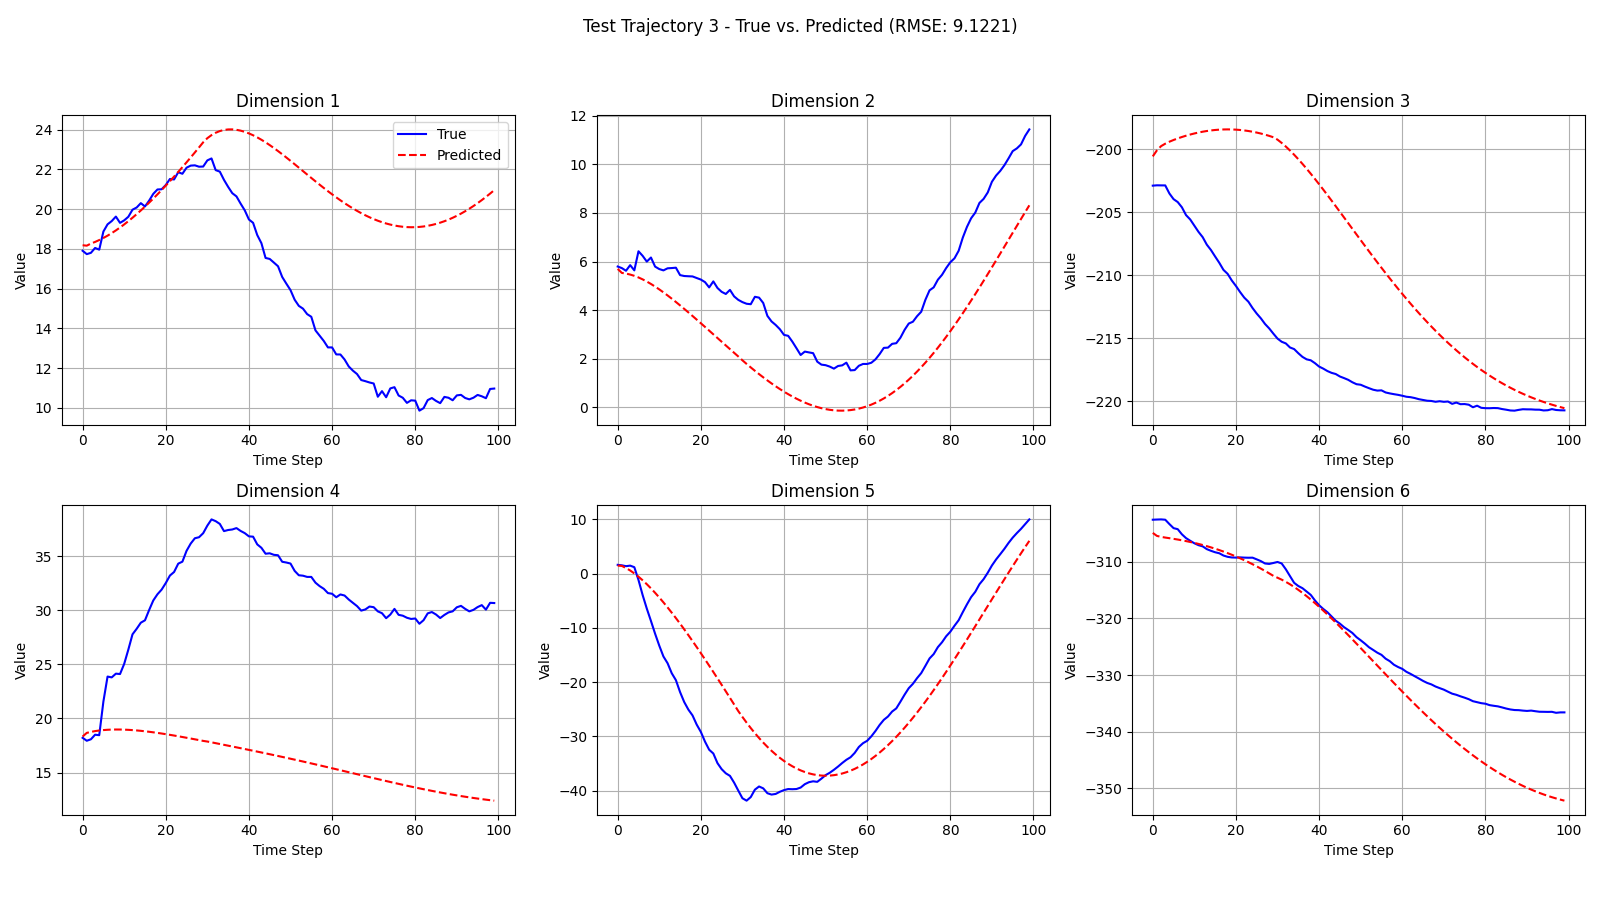 Test Trajectory 3 - True vs. Predicted (RMSE: 9.1221)
Dimension 1
True
Predicted
Value
24
22
20
18
16
14
12
10
0 20 40 60 80 100
Time Step
Dimension 2
Value
12
10
8
6
4
2
0
0 20 40 60 80 100
Time Step
Dimension 3
Value
−200
−205
−210
−215
−220
0 20 40 60 80 100
Time Step
Dimension 4
Value
35
30
25
20
15
0 20 40 60 80 100
Time Step
Dimension 5
Value
10
0
−10
−20
−30
−40
0 20 40 60 80 100
Time Step
Dimension 6
Value
−310
−320
−330
−340
−350
0 20 40 60 80 100
Time Step